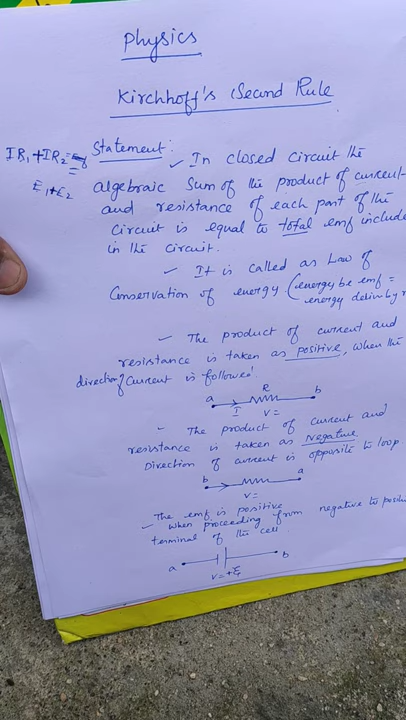 Physics
Kirchhoff's Second Rule
IR1 + IR2 =
E1+E2
Statement:
✓ In closed circuit the
algebraic sum of the product of current
and resistance of each part of the
circuit is equal to total emf include
in the circuit.
✓ It is called as Law of
Conservation of energy (energy be emf =
energy
✓ The product of current and
resistance is taken as positive, when the
direction of current is followed
a R b
I V=
✓ The product of current and
resistance is taken as negative
Direction of current is opposite to loop
b a
V=
The emf is positive
✓ when proceeding from negative to positi
terminal of the cell
a b
V=+E